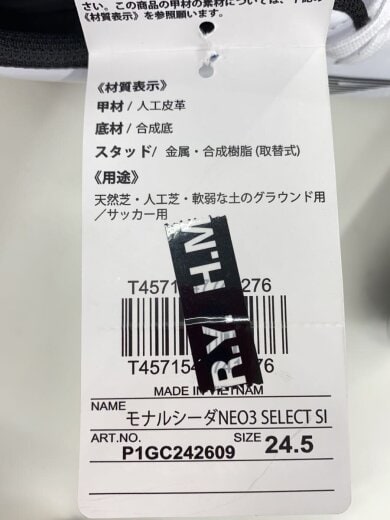 さい。この商品の甲材の素材については、下記の
《材質表示》を参照願います。
《材質表示》
甲材 / 人工皮革
底材 / 合成底
スタッド/ 金属・合成樹脂 (取替式)
《用途》
天然芝・人工芝・軟弱な土のグラウンド用
／サッカー用
R.Y. H.M
MADE IN VIETNAM
NAME モナルシーダNEO3 SELECT SI
ART.NO. P1GC242609 SIZE 24.5